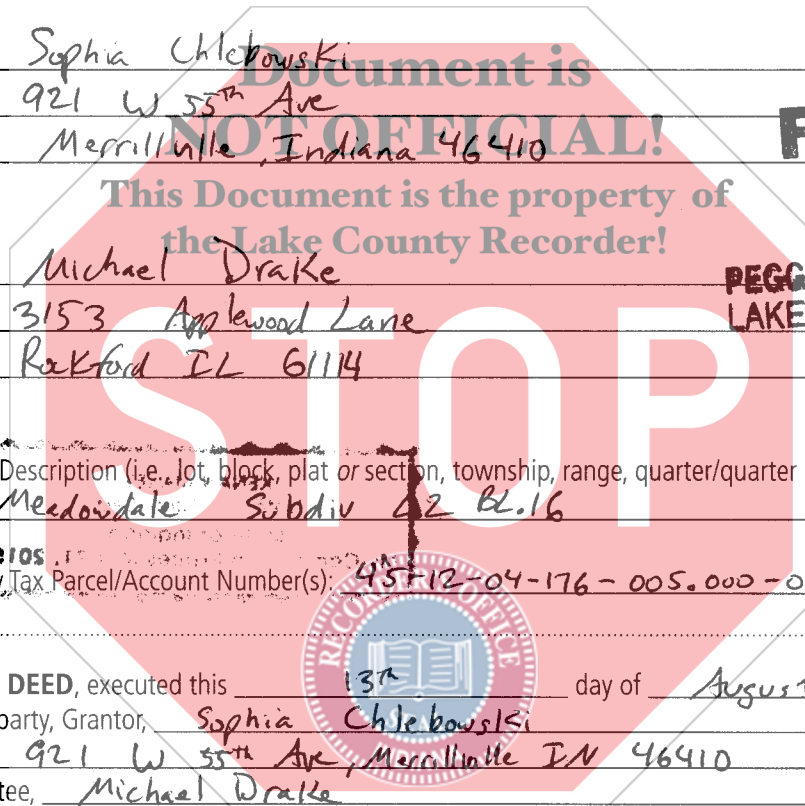 Sophia Chlebowski
Document is
921 W 55th Ave
NOT OFFICIAL!
Merrillville, Indiana 46410
This Document is the property of
the Lake County Recorder!
Michael Drake
PEGG
3153 Applewood Lane
LAKE
Rockford IL 61114
STOP
Description (i.e., lot, block, plat or section, township, range, quarter/quarter
Meadowdale Subdiv L2 BL.16
Tax Parcel/Account Number(s): 45-12-04-176-005.000-0
RECORDER'S OFFICE
DEED, executed this 13th day of August
party, Grantor, Sophia Chlebowski
921 W 55th Ave, Merrillville IN 46410
tee, Michael Drake